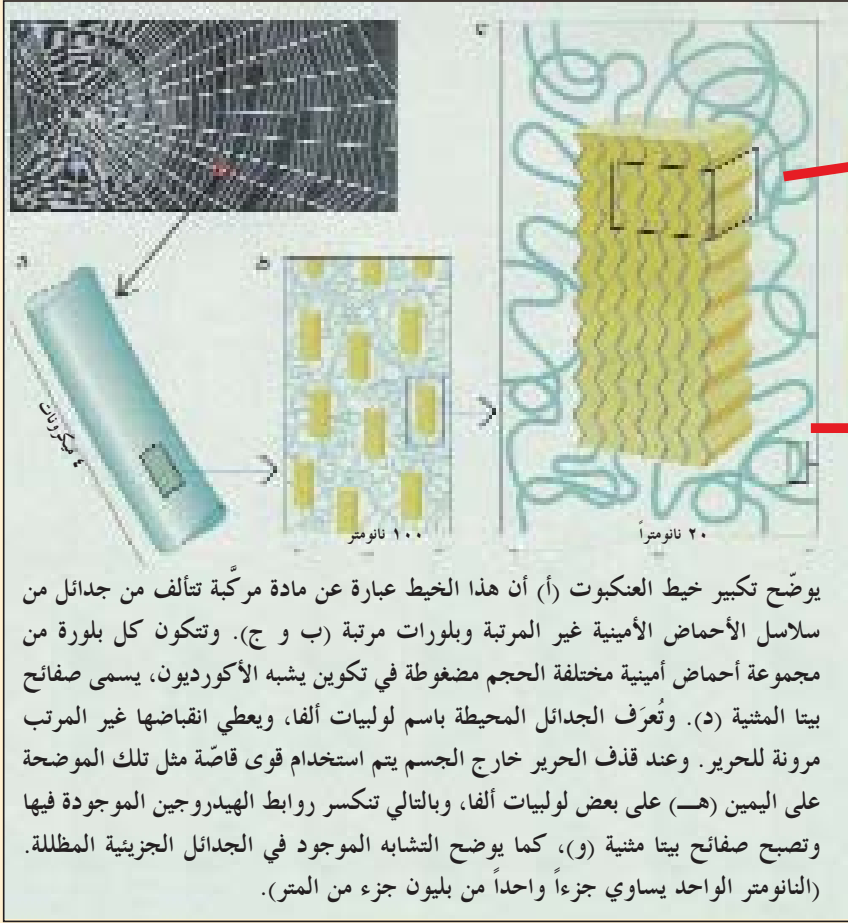 ٤ ميكرونات
١٠٠ نانومتر
٢٠ نانومتراً
يوضّح تكبير خيط العنكبوت (أ) أن هذا الخيط عبارة عن مادة مركَّبة تتألف من جدائل من
سلاسل الأحماض الأمينية غير المرتبة وبلورات مرتبة (ب و ج). وتتكون كل بلورة من
مجموعة أحماض أمينية مختلفة الحجم مضغوطة في تكوين يشبه الأكورديون، يسمى صفائح
بيتا المثنية (د). وتُعرَف الجدائل المحيطة باسم لولبيات ألفا، ويعطي انقباضها غير المرتب
مرونة للحرير. وعند قذف الحرير خارج الجسم يتم استخدام قوى قاصّة مثل تلك الموضحة
على اليمين (هـ) على بعض لولبيات ألفا، وبالتالي تنكسر روابط الهيدروجين الموجودة فيها
وتصبح صفائح بيتا مثنية (و)، كما يوضح التشابه الموجود في الجدائل الجزيئية المظللة.
(النانومتر الواحد يساوي جزءاً واحداً من بليون جزء من المتر).